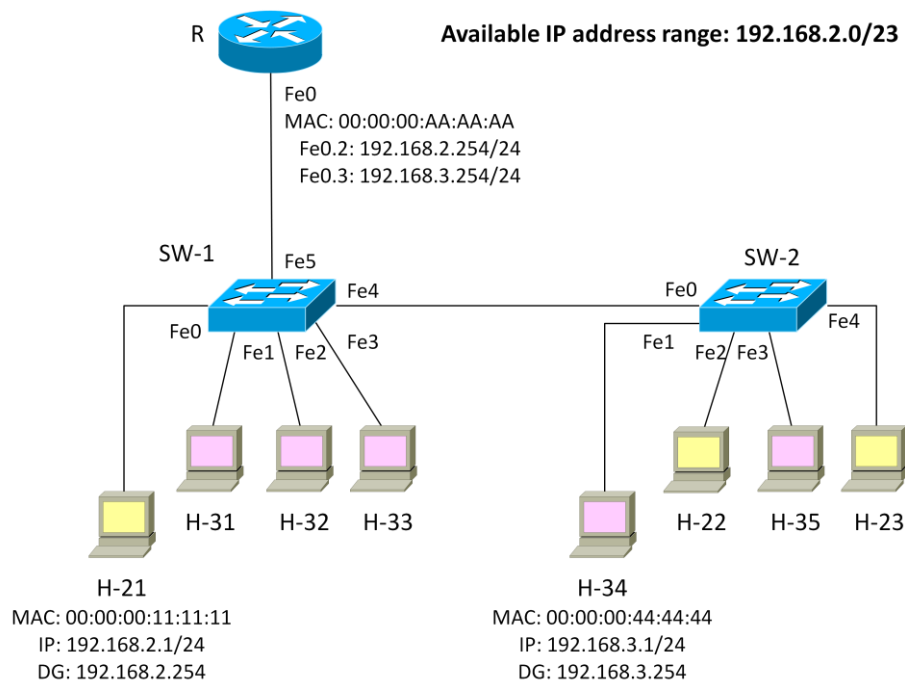 R
Available IP address range: 192.168.2.0/23
Fe0
MAC: 00:00:00:AA:AA:AA
Fe0.2: 192.168.2.254/24
Fe0.3: 192.168.3.254/24
SW-1
Fe5
SW-2
Fe4
Fe0
Fe0
Fe1
Fe2
Fe3
Fe1
Fe2
Fe3
Fe4
H-31
H-32
H-33
H-22
H-35
H-23
H-21
MAC: 00:00:00:11:11:11
IP: 192.168.2.1/24
DG: 192.168.2.254
H-34
MAC: 00:00:00:44:44:44
IP: 192.168.3.1/24
DG: 192.168.3.254